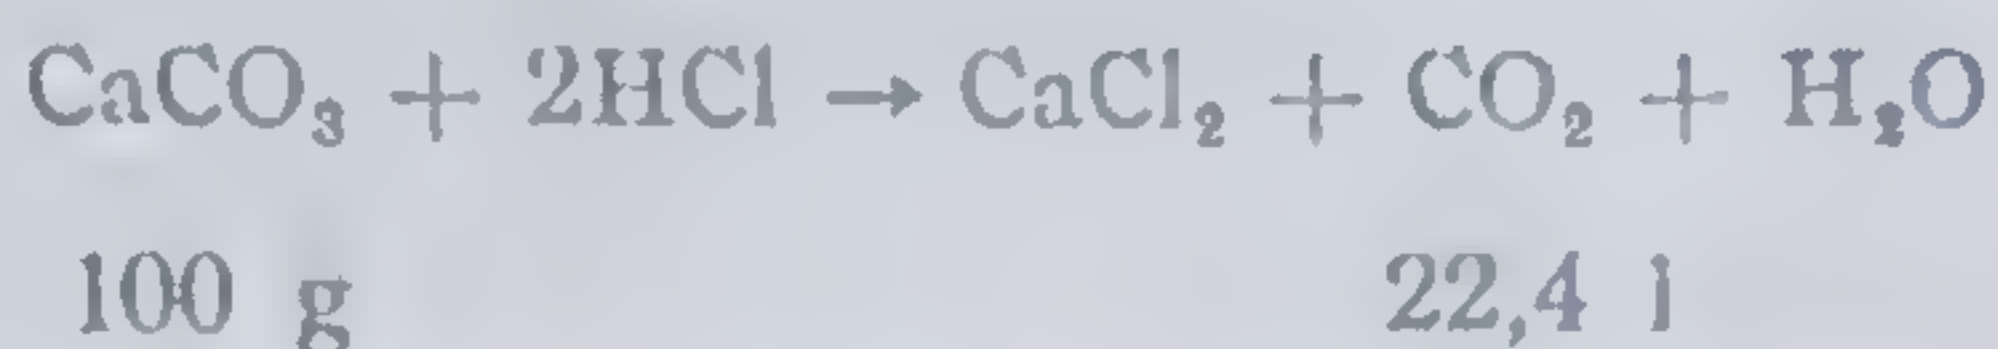 CaCO₃ + 2HCl → CaCl₂ + CO₂ + H₂O
100 g 22,4 l